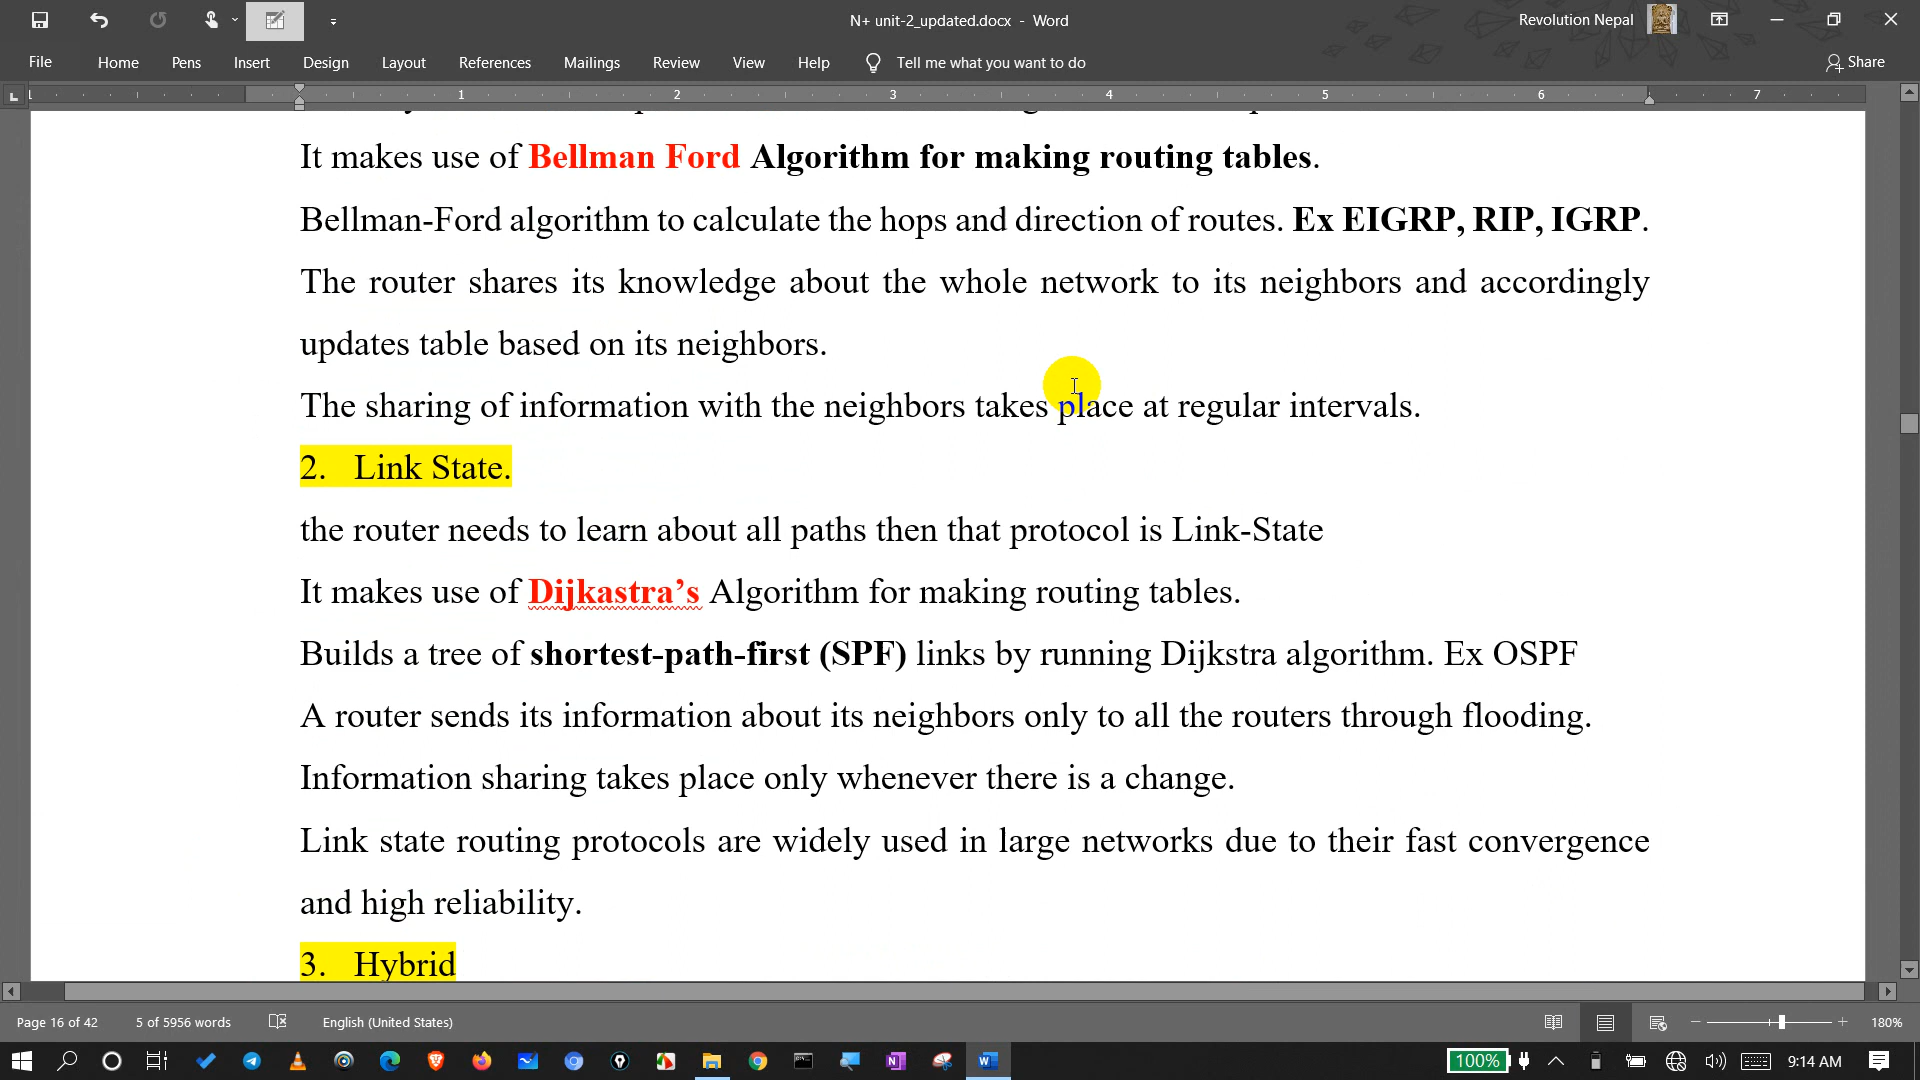 N+ unit-2_updated.docx - Word
Revolution Nepal
File Home Pens Insert Design Layout References Mailings Review View Help Tell me what you want to do Share
1 1 2 3 4 5 6 7
It makes use of Bellman Ford Algorithm for making routing tables.
Bellman-Ford algorithm to calculate the hops and direction of routes. Ex EIGRP, RIP, IGRP.
The router shares its knowledge about the whole network to its neighbors and accordingly
updates table based on its neighbors.
The sharing of information with the neighbors takes place at regular intervals.
2. Link State.
the router needs to learn about all paths then that protocol is Link-State
It makes use of Dijkastra’s Algorithm for making routing tables.
Builds a tree of shortest-path-first (SPF) links by running Dijkstra algorithm. Ex OSPF
A router sends its information about its neighbors only to all the routers through flooding.
Information sharing takes place only whenever there is a change.
Link state routing protocols are widely used in large networks due to their fast convergence
and high reliability.
3. Hybrid
Page 16 of 42 5 of 5956 words English (United States) 180%
100% 9:14 AM